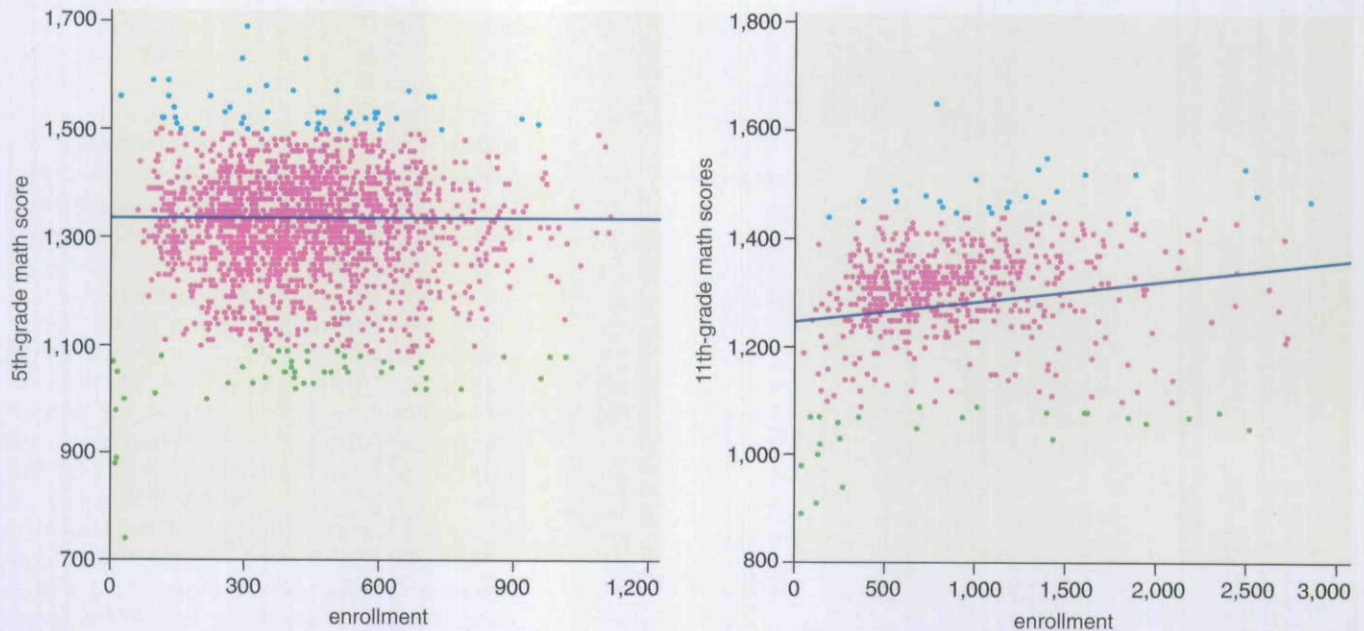 5th-grade math score
1,700
1,500
1,300
1,100
900
700
0 300 600 900 1,200
enrollment
11th-grade math scores
1,800
1,600
1,400
1,200
1,000
800
0 500 1,000 1,500 2,000 2,500 3,000
enrollment